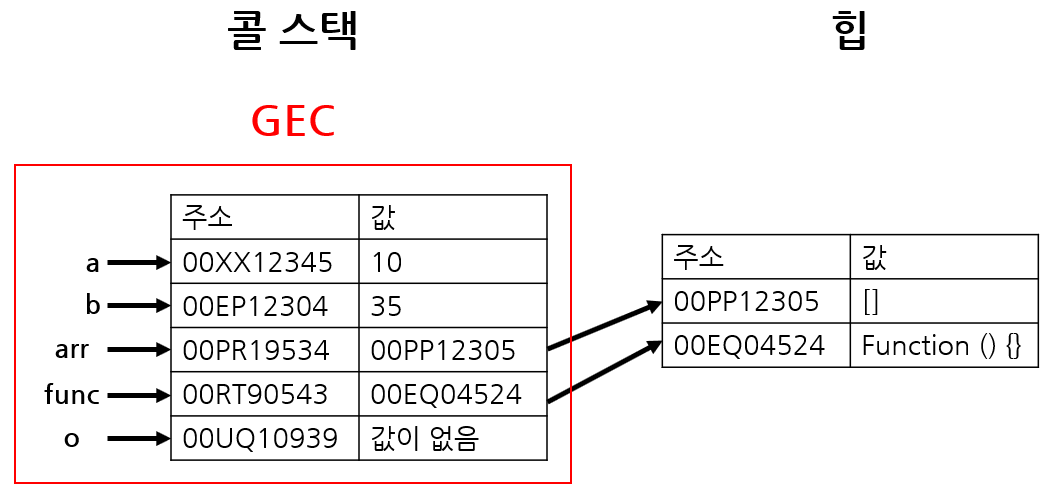 콜 스택
힙
GEC
주소 값
a 00XX12345 10
b 00EP12304 35
arr 00PR19534 00PP12305
func 00RT90543 00EQ04524
o 00UQ10939 값이 없음
주소 값
00PP12305 []
00EQ04524 Function () {}